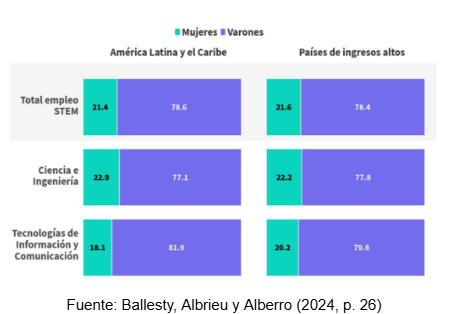 Mujeres Varones
América Latina y el Caribe Países de ingresos altos
Total empleo
STEM
21.4 78.6 21.6 78.4
Ciencia e
Ingeniería
22.9 77.1 22.2 77.8
Tecnologías de
Información y
Comunicación
18.1 81.9 20.2 79.8
Fuente: Ballesty, Albrieu y Alberro (2024, p. 26)